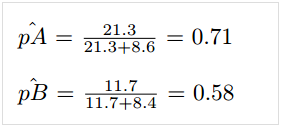 p̂A = 21.3/(21.3+8.6) = 0.71
p̂B = 11.7/(11.7+8.4) = 0.58